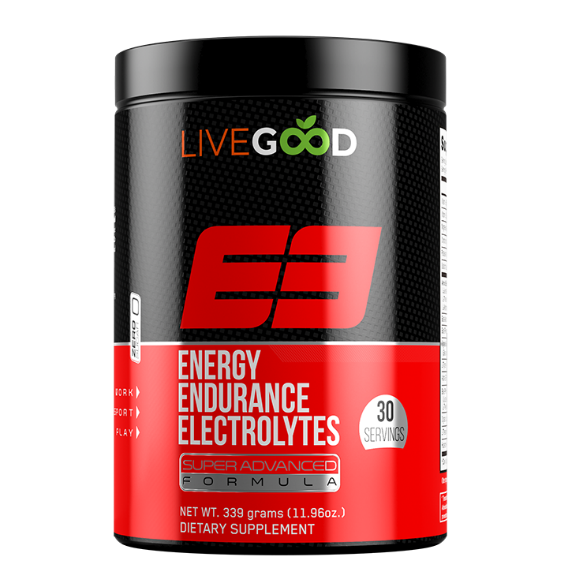 LIVEGOOD
E3
ENERGY
ENDURANCE
ELECTROLYTES
30
SERVINGS
SUPER ADVANCED
FORMULA
NET WT. 339 grams (11.96oz.)
DIETARY SUPPLEMENT
ZERO
WORK
SPORT
PLAY